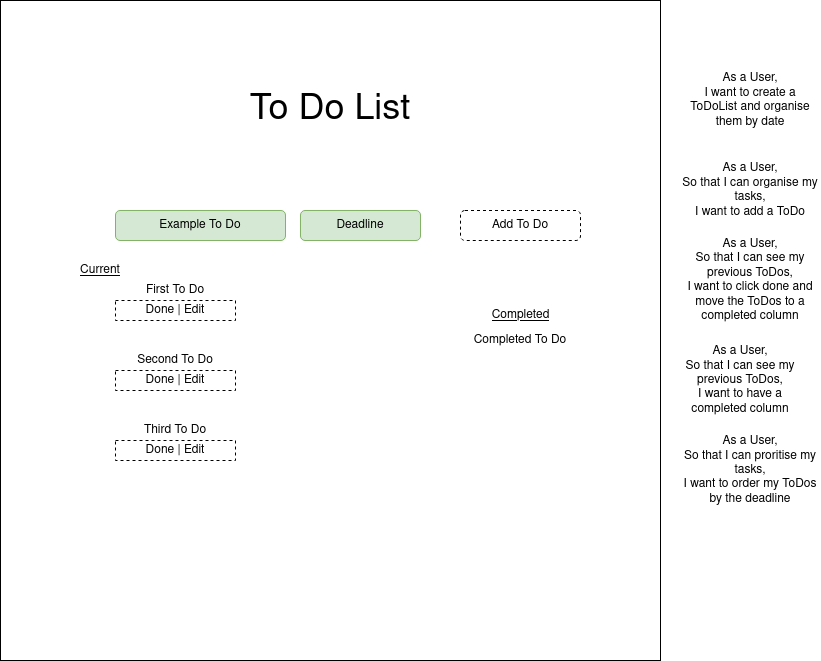 To Do List
Example To Do
Deadline
Add To Do
Current
First To Do
Done | Edit
Second To Do
Done | Edit
Third To Do
Done | Edit
Completed
Completed To Do
As a User,
I want to create a
ToDoList and organise
them by date
As a User,
So that I can organise my
tasks,
I want to add a ToDo
As a User,
So that I can see my
previous ToDos,
I want to click done and
move the ToDos to a
completed column
As a User,
So that I can see my
previous ToDos,
I want to have a
completed column
As a User,
So that I can proritise my
tasks,
I want to order my ToDos
by the deadline